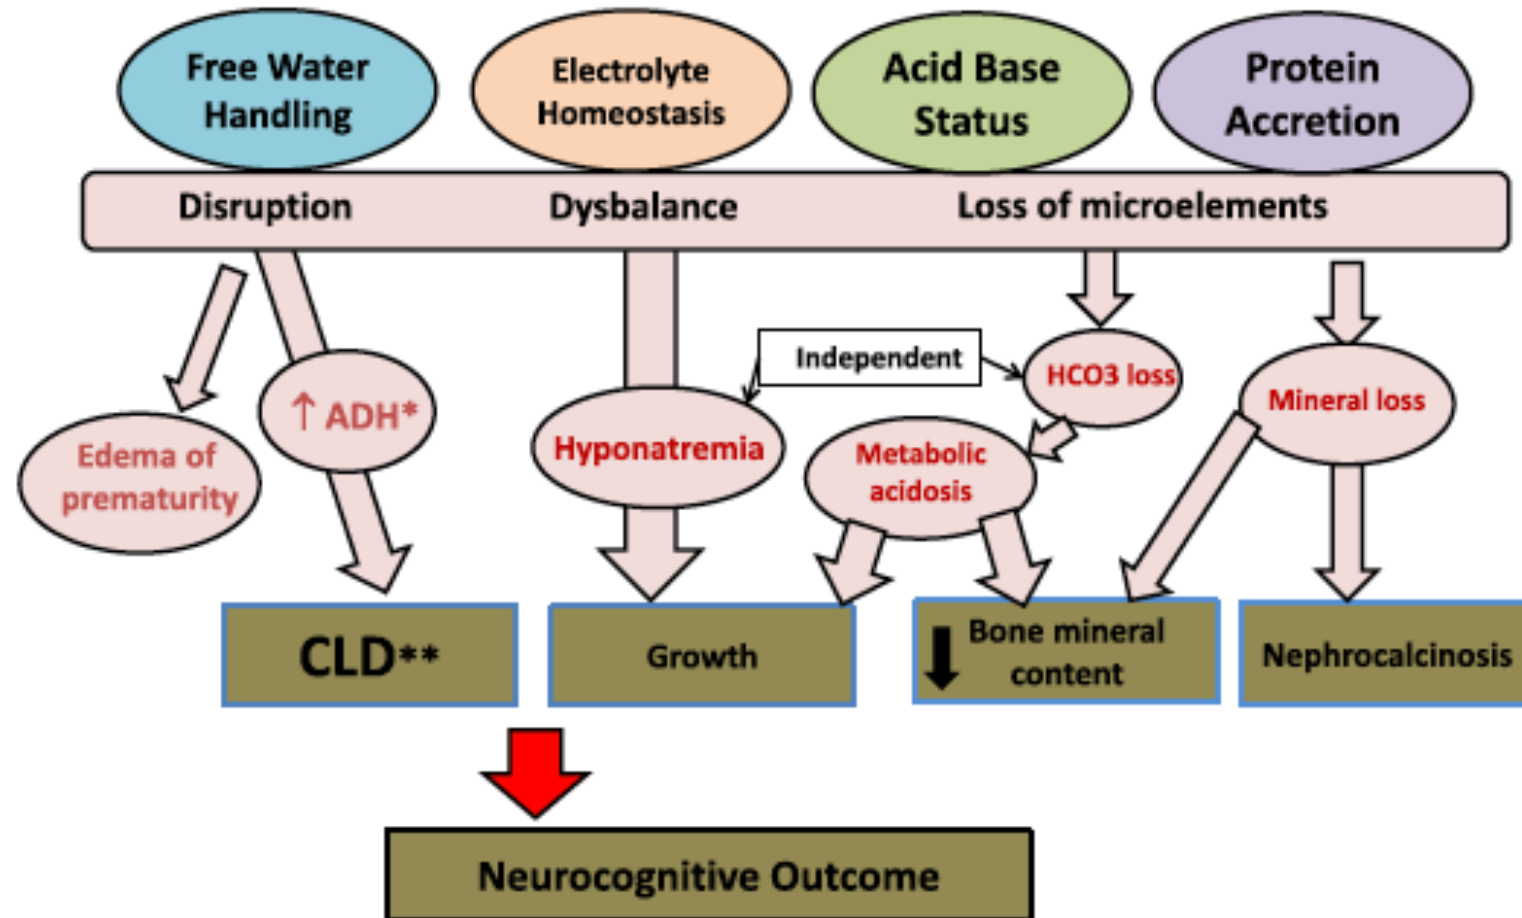 Free Water
Handling
Electrolyte
Homeostasis
Acid Base
Status
Protein
Accretion
Disruption
Dysbalance
Loss of microelements
Independent
HCO3 loss
Mineral loss
↑ ADH*
Edema of
prematurity
Hyponatremia
Metabolic
acidosis
CLD**
Growth
Bone mineral
content
Nephrocalcinosis
Neurocognitive Outcome